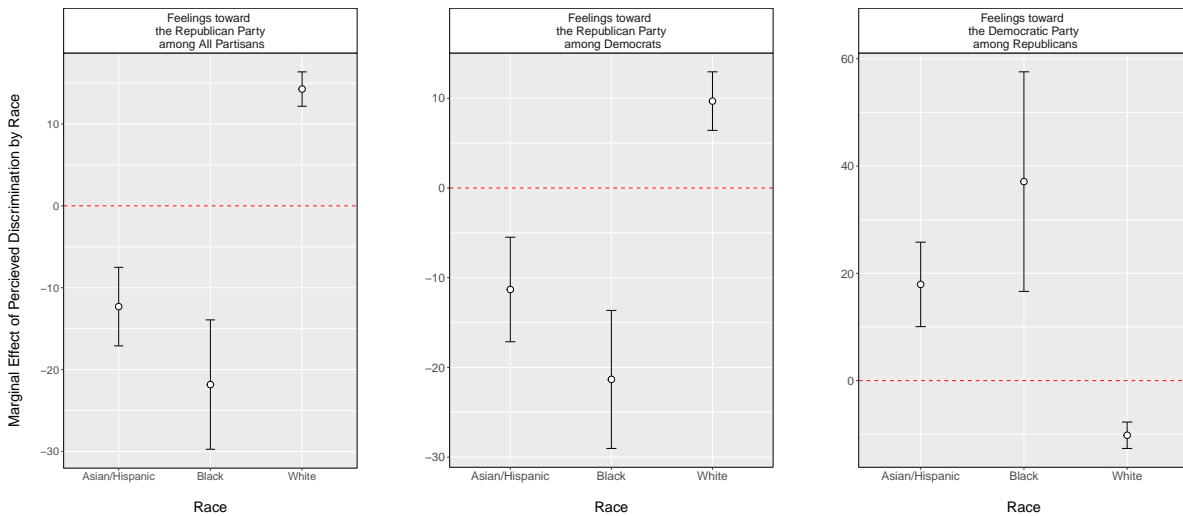 Feelings toward
the Republican Party
among All Partisans
Feelings toward
the Republican Party
among Democrats
Feelings toward
the Democratic Party
among Republicans
Marginal Effect of Percieved Discrimination by Race
10
0
−10
−20
−30
Asian/Hispanic Black White
Race
10
0
−10
−20
−30
Asian/Hispanic Black White
Race
60
40
20
0
Asian/Hispanic Black White
Race